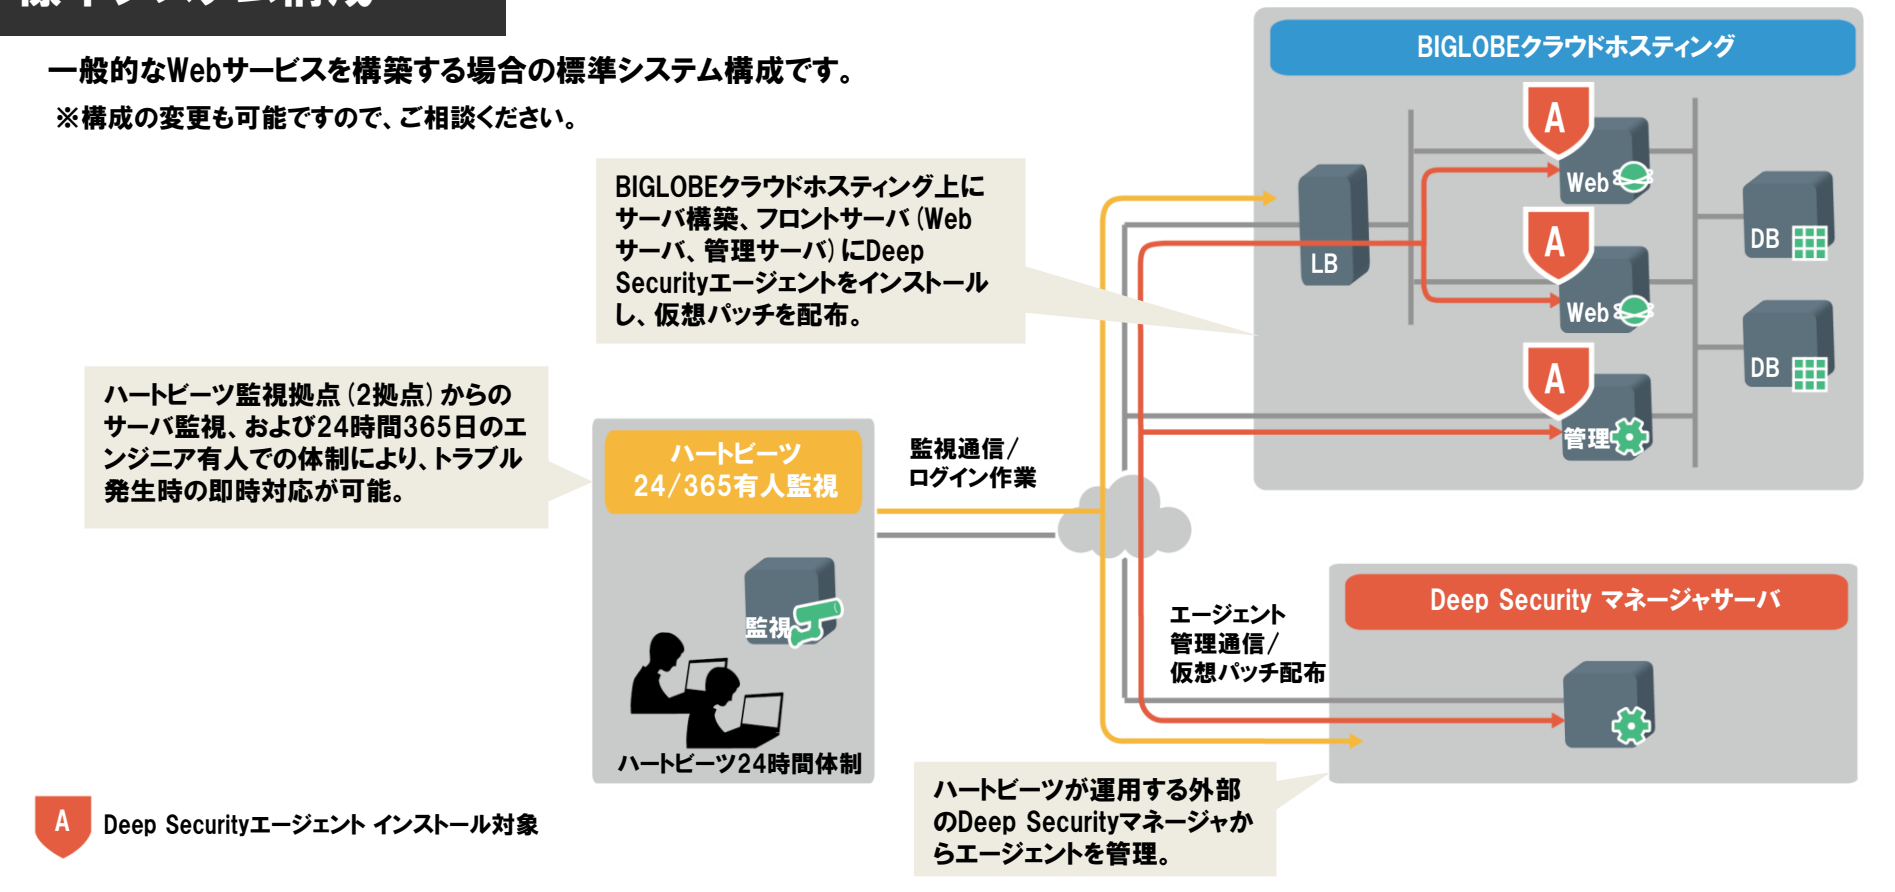 一般的なWebサービスを構築する場合の標準システム構成です。
※構成の変更も可能ですので、ご相談ください。
BIGLOBEクラウドホスティング
BIGLOBEクラウドホスティング上に
サーバ構築、フロントサーバ(Web
サーバ、管理サーバ)にDeep
Securityエージェントをインストール
し、仮想パッチを配布。
A
Web
A
Web
A
管理
LB
DB
DB
ハートビーツ監視拠点(2拠点)からの
サーバ監視、および24時間365日のエ
ンジニア有人での体制により、トラブル
発生時の即時対応が可能。
ハートビーツ
24/365有人監視
監視
ハートビーツ24時間体制
監視通信/
ログイン作業
エージェント
管理通信/
仮想パッチ配布
Deep Security マネージャサーバ
ハートビーツが運用する外部
のDeep Securityマネージャか
らエージェントを管理。
A
Deep Securityエージェント インストール対象